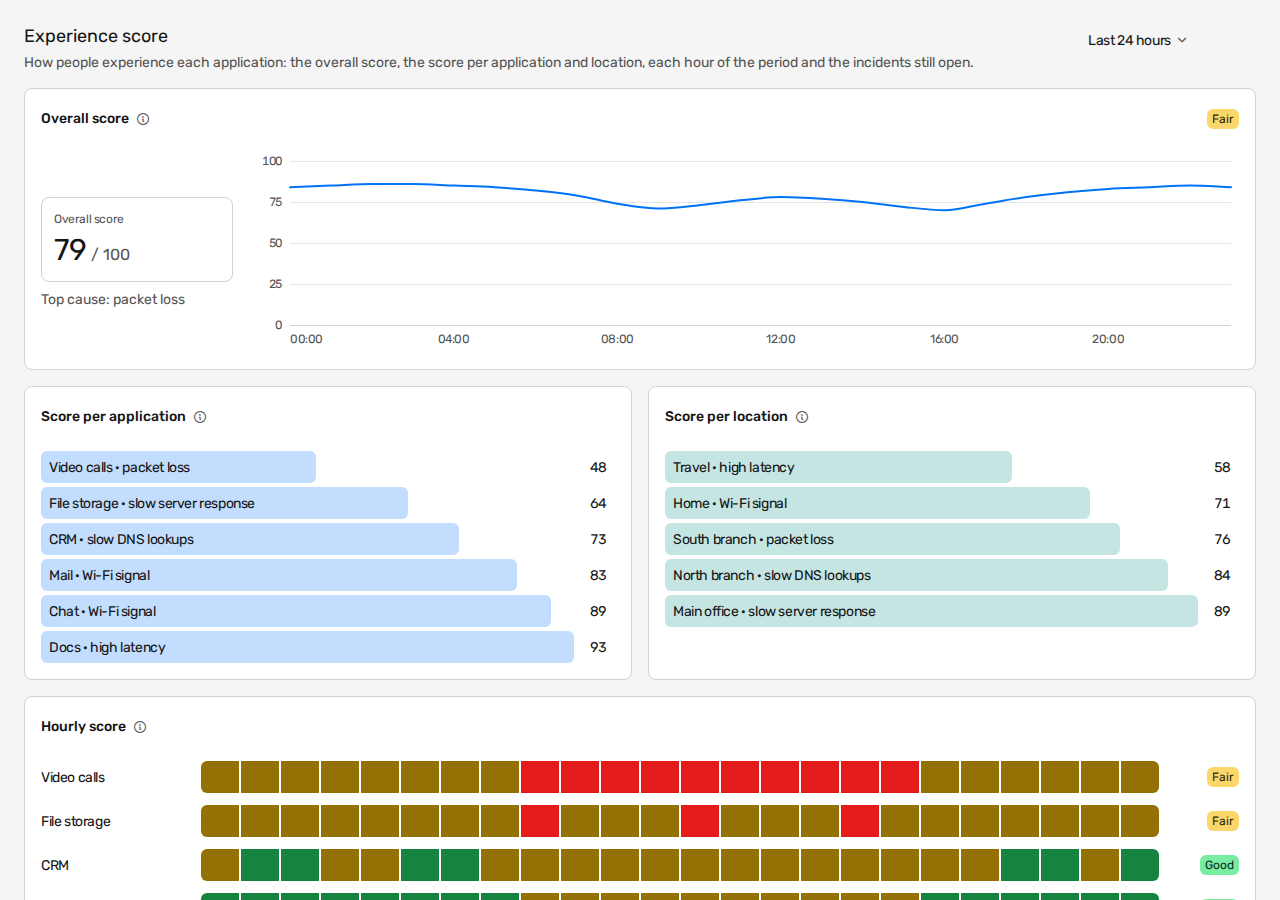 Experience score
Last 24 hours
How people experience each application: the overall score, the score per application and location, each hour of the period and the incidents still open.
Overall score
Fair
100
75
50
25
0
Overall score
79 / 100
Top cause: packet loss
00:00 04:00 08:00 12:00 16:00 20:00
Score per application
Video calls • packet loss 48
File storage • slow server response 64
CRM • slow DNS lookups 73
Mail • Wi-Fi signal 83
Chat • Wi-Fi signal 89
Docs • high latency 93
Score per location
Travel • high latency 58
Home • Wi-Fi signal 71
South branch • packet loss 76
North branch • slow DNS lookups 84
Main office • slow server response 89
Hourly score
Video calls Fair
File storage Fair
CRM Good